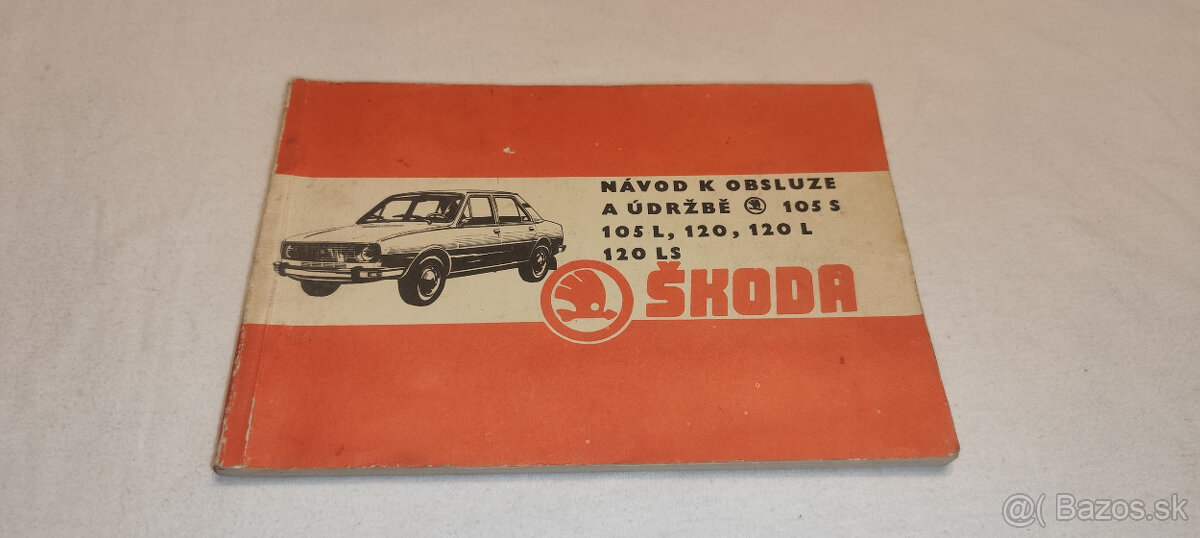 NÁVOD K OBSLUZE
A ÚDRŽBĚ 105 S
105 L, 120, 120 L
120 LS
ŠKODA
@( Bazos.sk